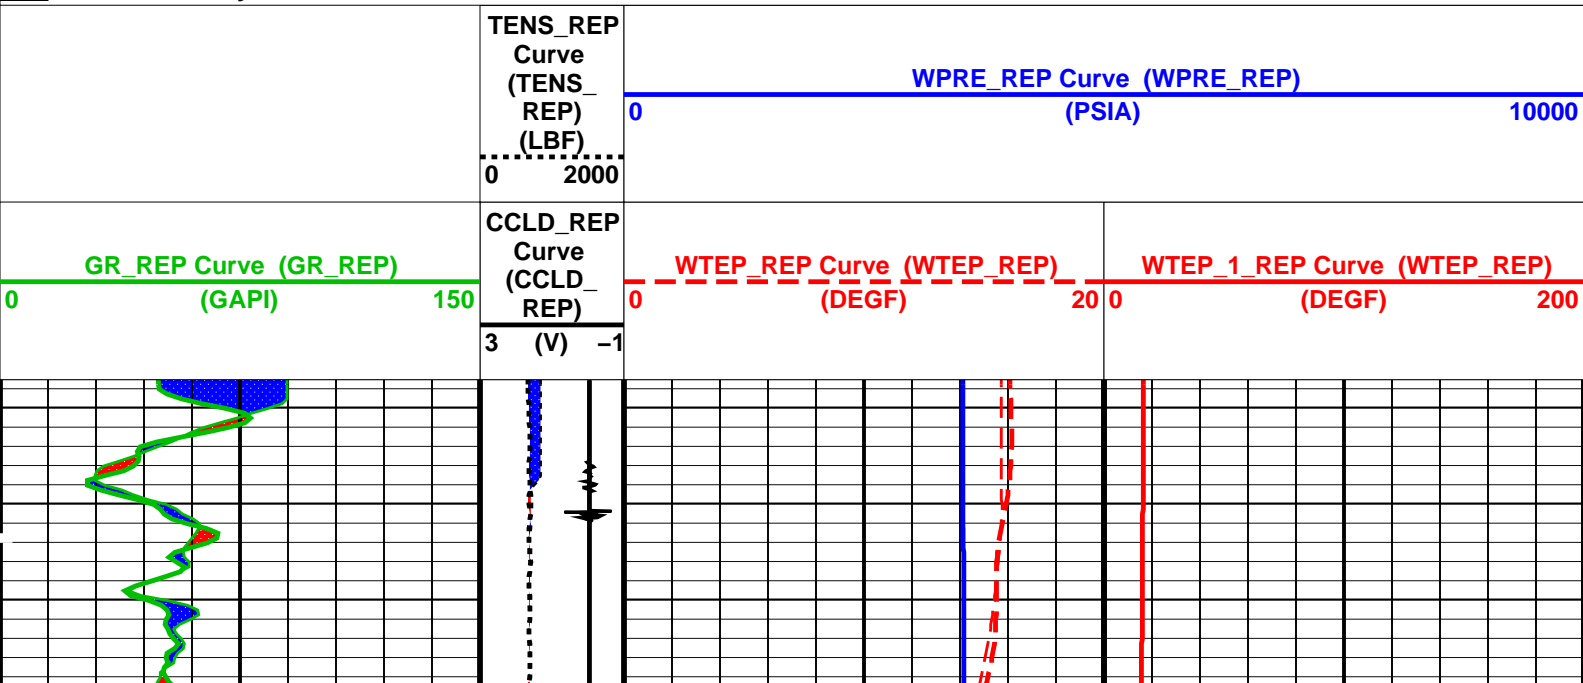 TENS_REP
Curve
(TENS_
REP)
(LBF)
0 2000
WPRE_REP Curve (WPRE_REP)
0 (PSIA) 10000
GR_REP Curve (GR_REP)
0 (GAPI) 150
CCLD_REP
Curve
(CCLD_
REP)
3 (V) −1
WTEP_REP Curve (WTEP_REP)
0 (DEGF) 20
WTEP_1_REP Curve (WTEP_REP)
0 (DEGF) 200